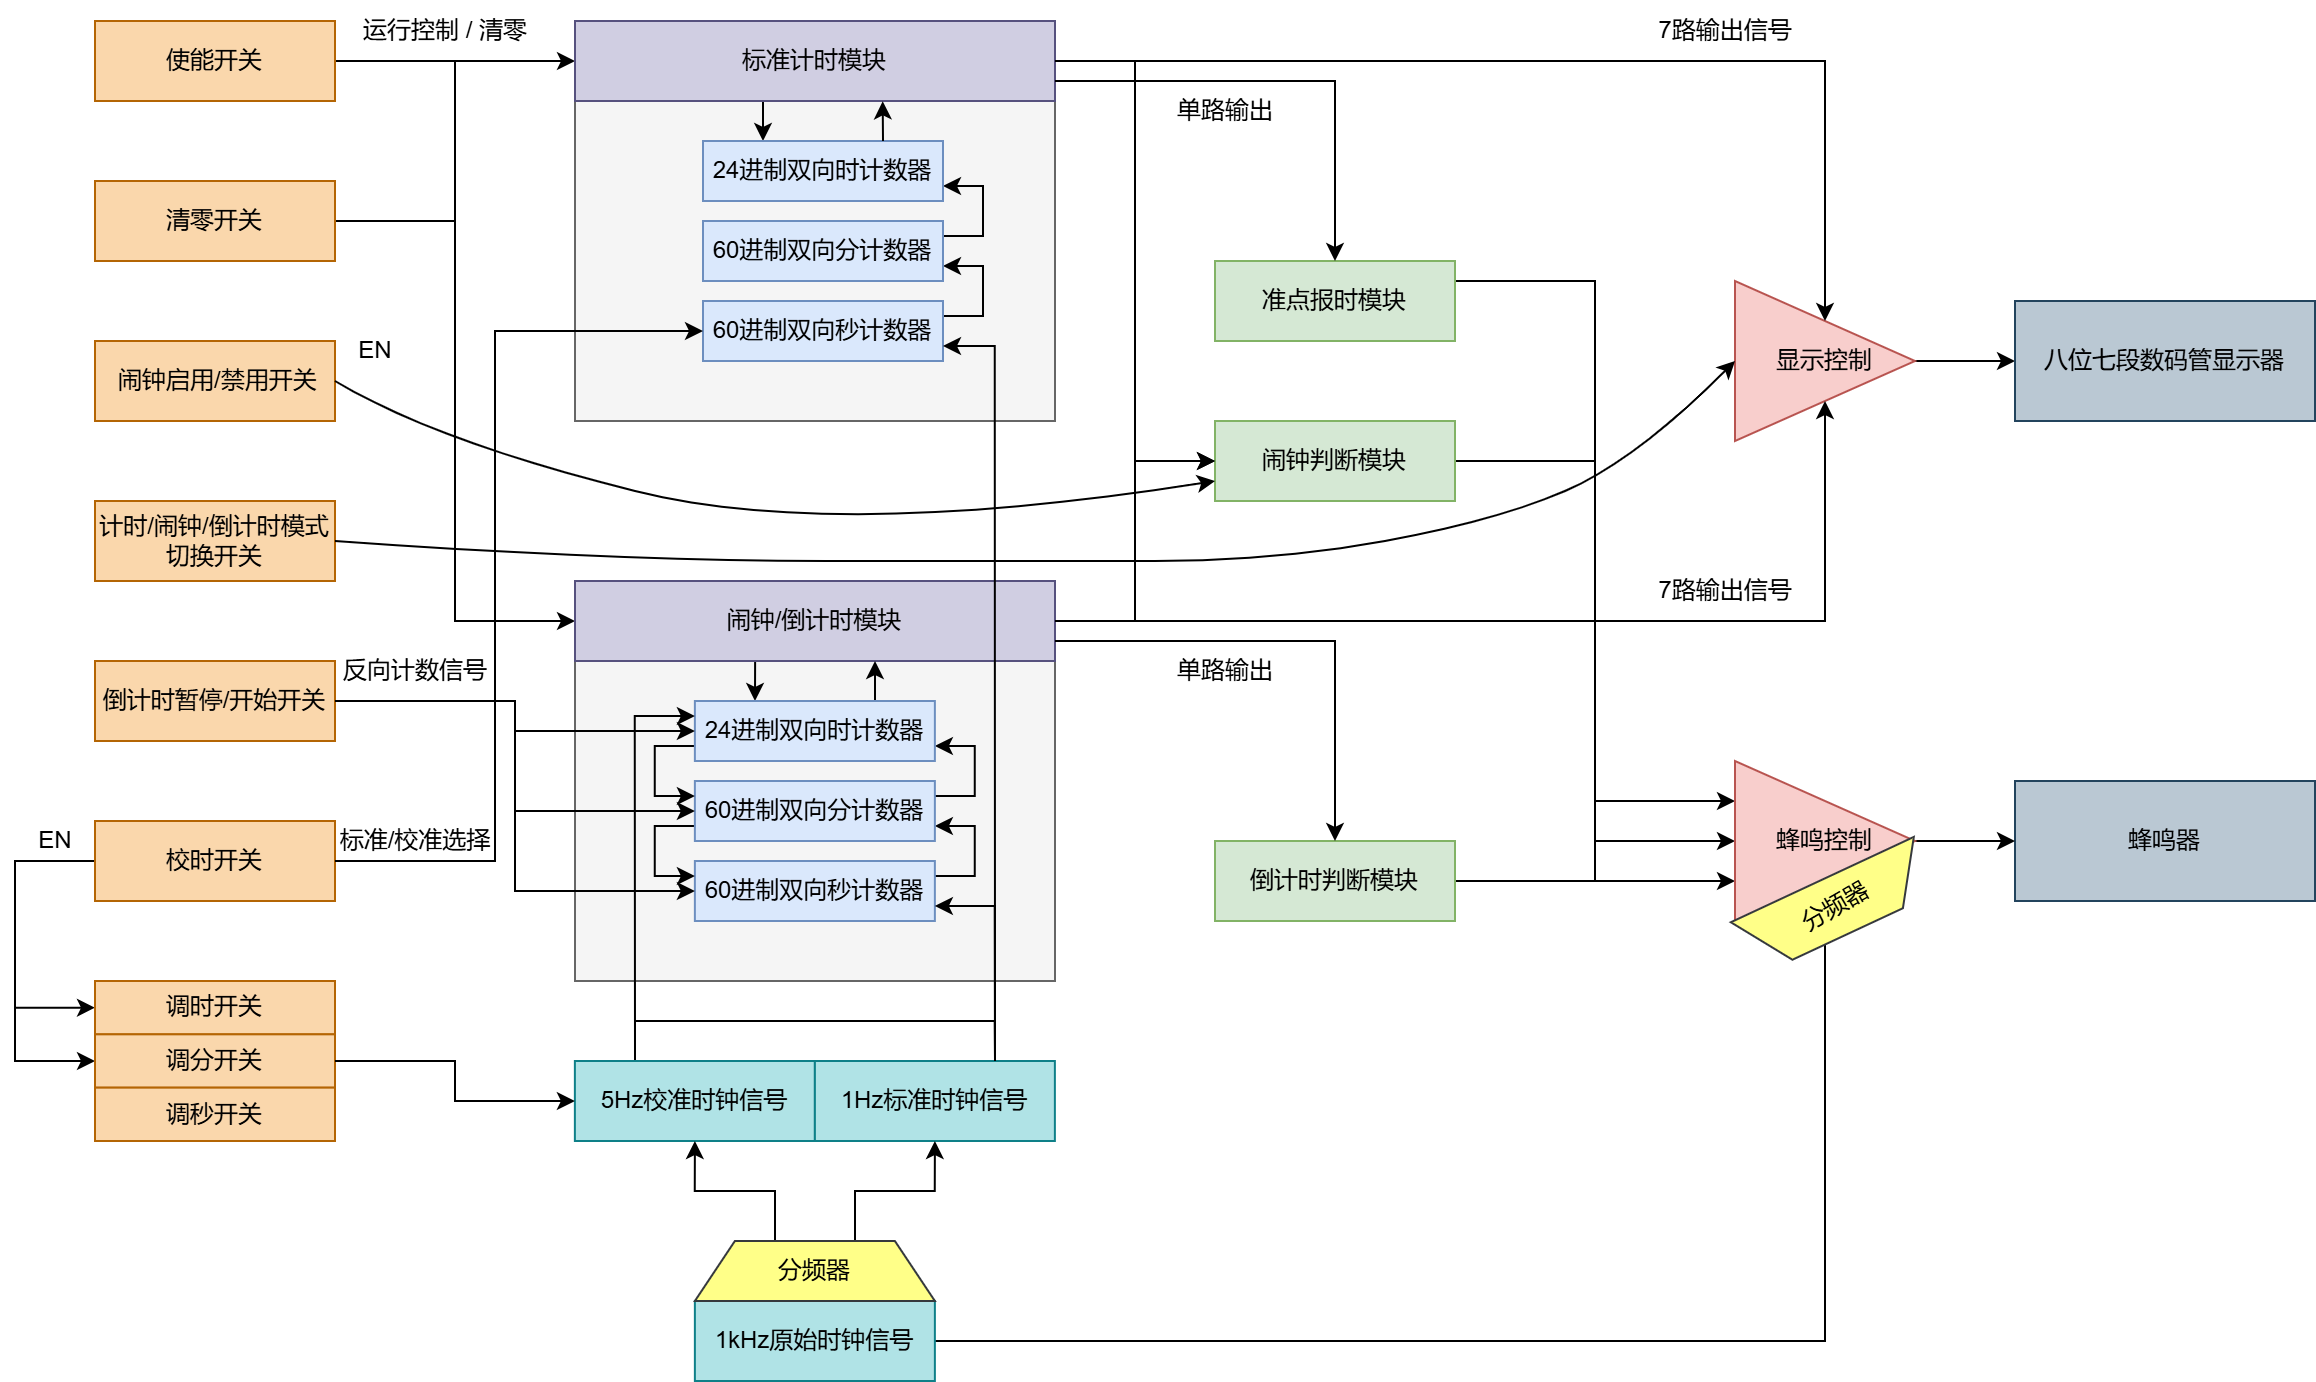 使能开关
运行控制 / 清零
标准计时模块
7路输出信号
单路输出
清零开关
24进制双向时计数器
60进制双向分计数器
60进制双向秒计数器
准点报时模块
闹钟启用/禁用开关
EN
显示控制
八位七段数码管显示器
闹钟判断模块
计时/闹钟/倒计时模式
切换开关
闹钟/倒计时模块
7路输出信号
单路输出
倒计时暂停/开始开关
反向计数信号
24进制双向时计数器
60进制双向分计数器
60进制双向秒计数器
EN
校时开关
标准/校准选择
倒计时判断模块
蜂鸣控制
分频器
蜂鸣器
调时开关
调分开关
调秒开关
5Hz校准时钟信号
1Hz标准时钟信号
分频器
1kHz原始时钟信号